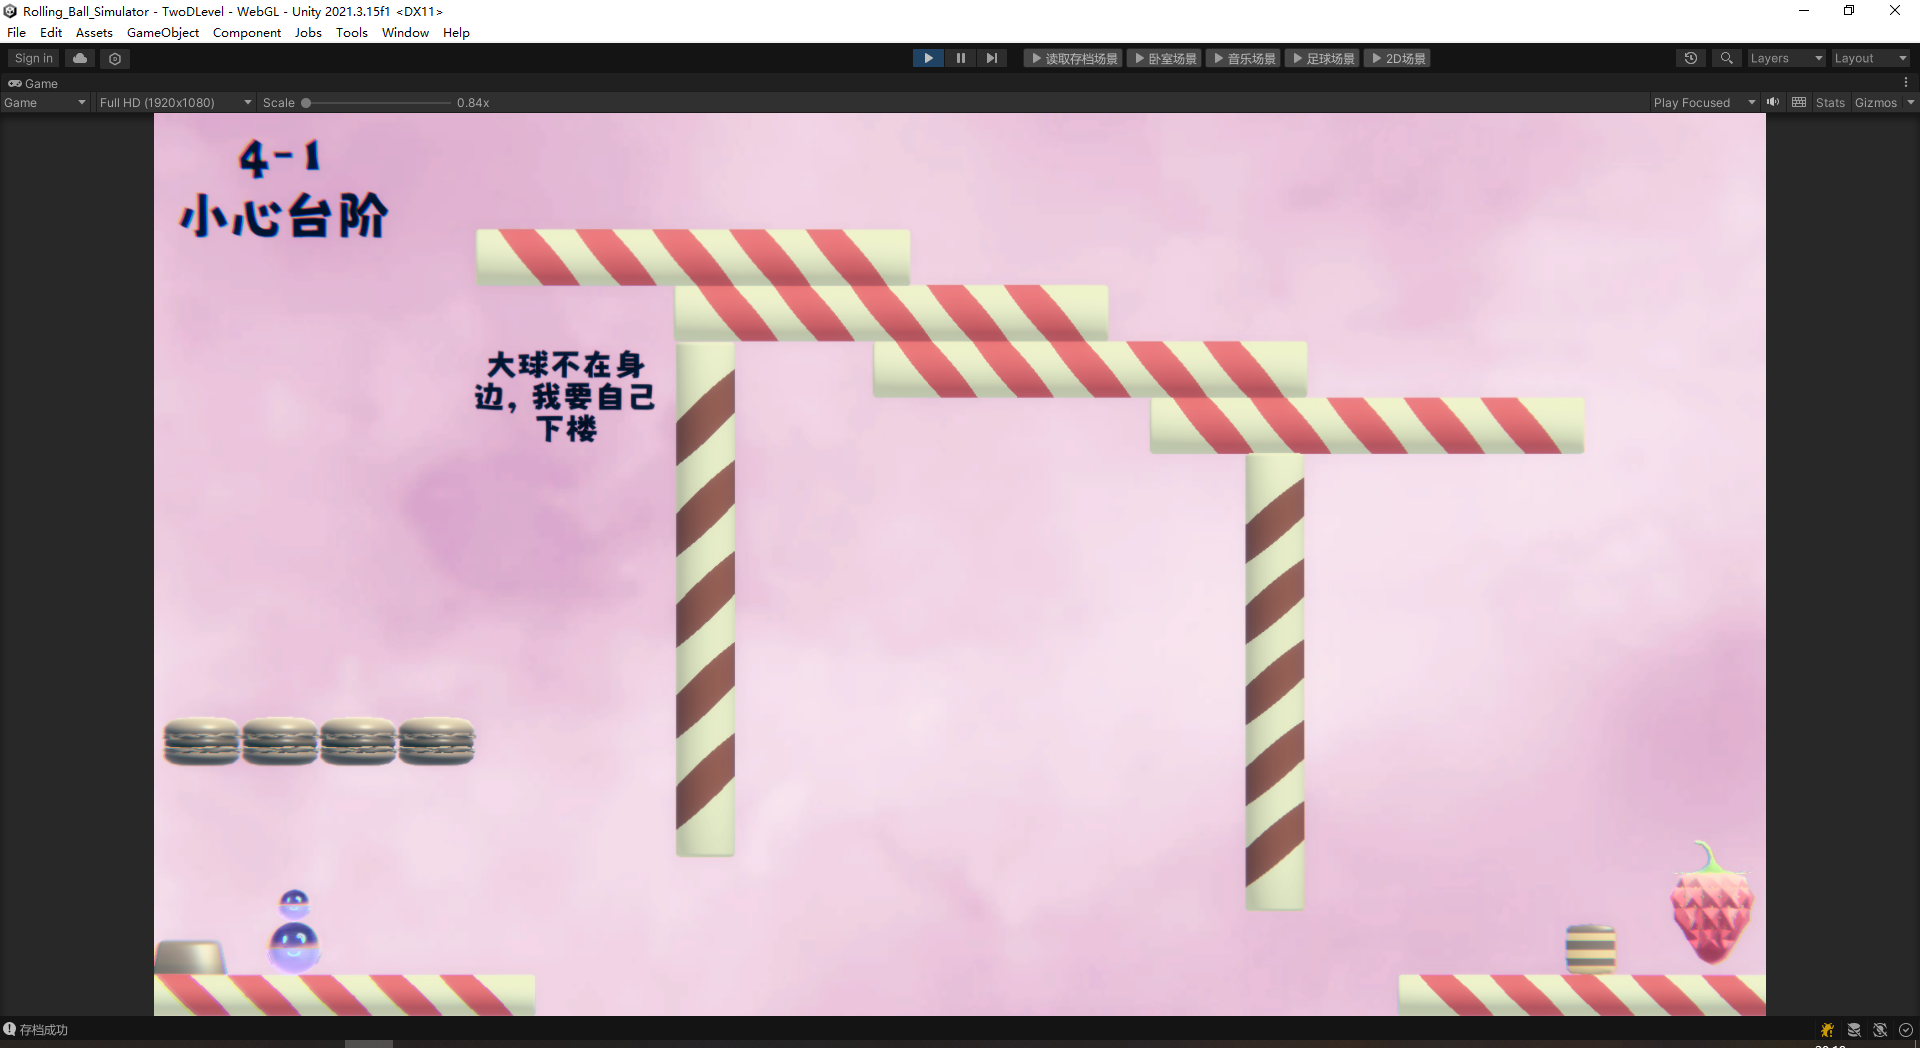 Rolling_Ball_Simulator - TwoDLevel - WebGL - Unity 2021.3.15f1 <DX11>
File Edit Assets GameObject Component Jobs Tools Window Help
Sign in 读取存档场景 卧室场景 音乐场景 足球场景 2D场景 Layers Layout
Game
Game Full HD (1920x1080) Scale 0.84x Play Focused Stats Gizmos
4-1
小心台阶
大球不在身
边，我要自己
下楼
存档成功